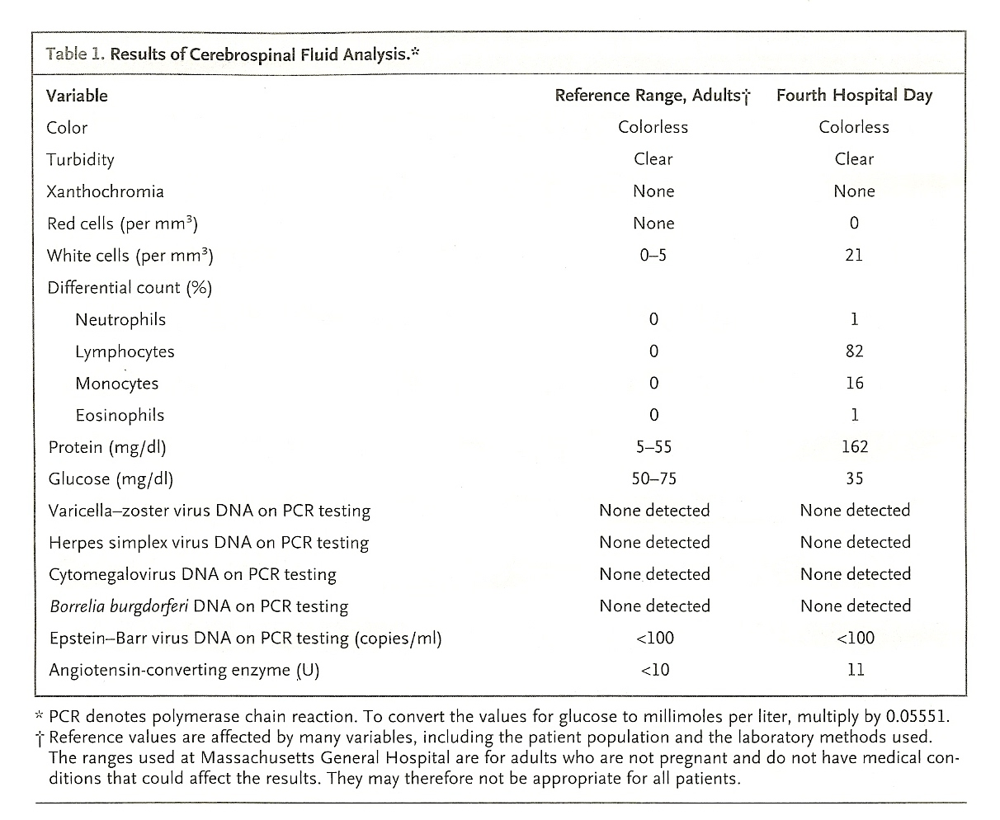 Table 1. Results of Cerebrospinal Fluid Analysis.*
Variable Reference Range, Adults† Fourth Hospital Day
Color Colorless Colorless
Turbidity Clear Clear
Xanthochromia None None
Red cells (per mm³) None 0
White cells (per mm³) 0–5 21
Differential count (%)
Neutrophils 0 1
Lymphocytes 0 82
Monocytes 0 16
Eosinophils 0 1
Protein (mg/dl) 5–55 162
Glucose (mg/dl) 50–75 35
Varicella–zoster virus DNA on PCR testing None detected None detected
Herpes simplex virus DNA on PCR testing None detected None detected
Cytomegalovirus DNA on PCR testing None detected None detected
Borrelia burgdorferi DNA on PCR testing None detected None detected
Epstein–Barr virus DNA on PCR testing (copies/ml) <100 <100
Angiotensin-converting enzyme (U) <10 11
* PCR denotes polymerase chain reaction. To convert the values for glucose to millimoles per liter, multiply by 0.05551.
† Reference values are affected by many variables, including the patient population and the laboratory methods used.
The ranges used at Massachusetts General Hospital are for adults who are not pregnant and do not have medical con-
ditions that could affect the results. They may therefore not be appropriate for all patients.